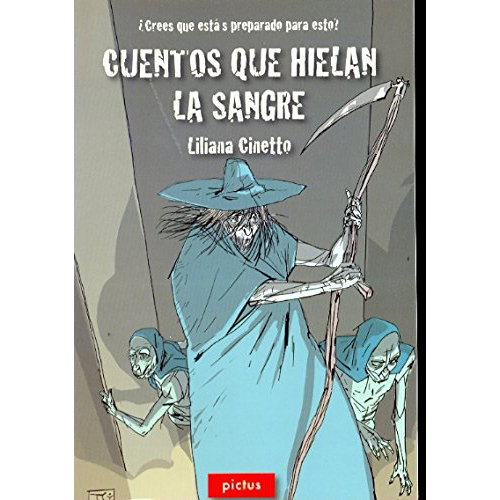 ¿Crees que estás preparado para esto?
CUENTOS QUE HIELAN
LA SANGRE
Liliana Cinetto
pictus